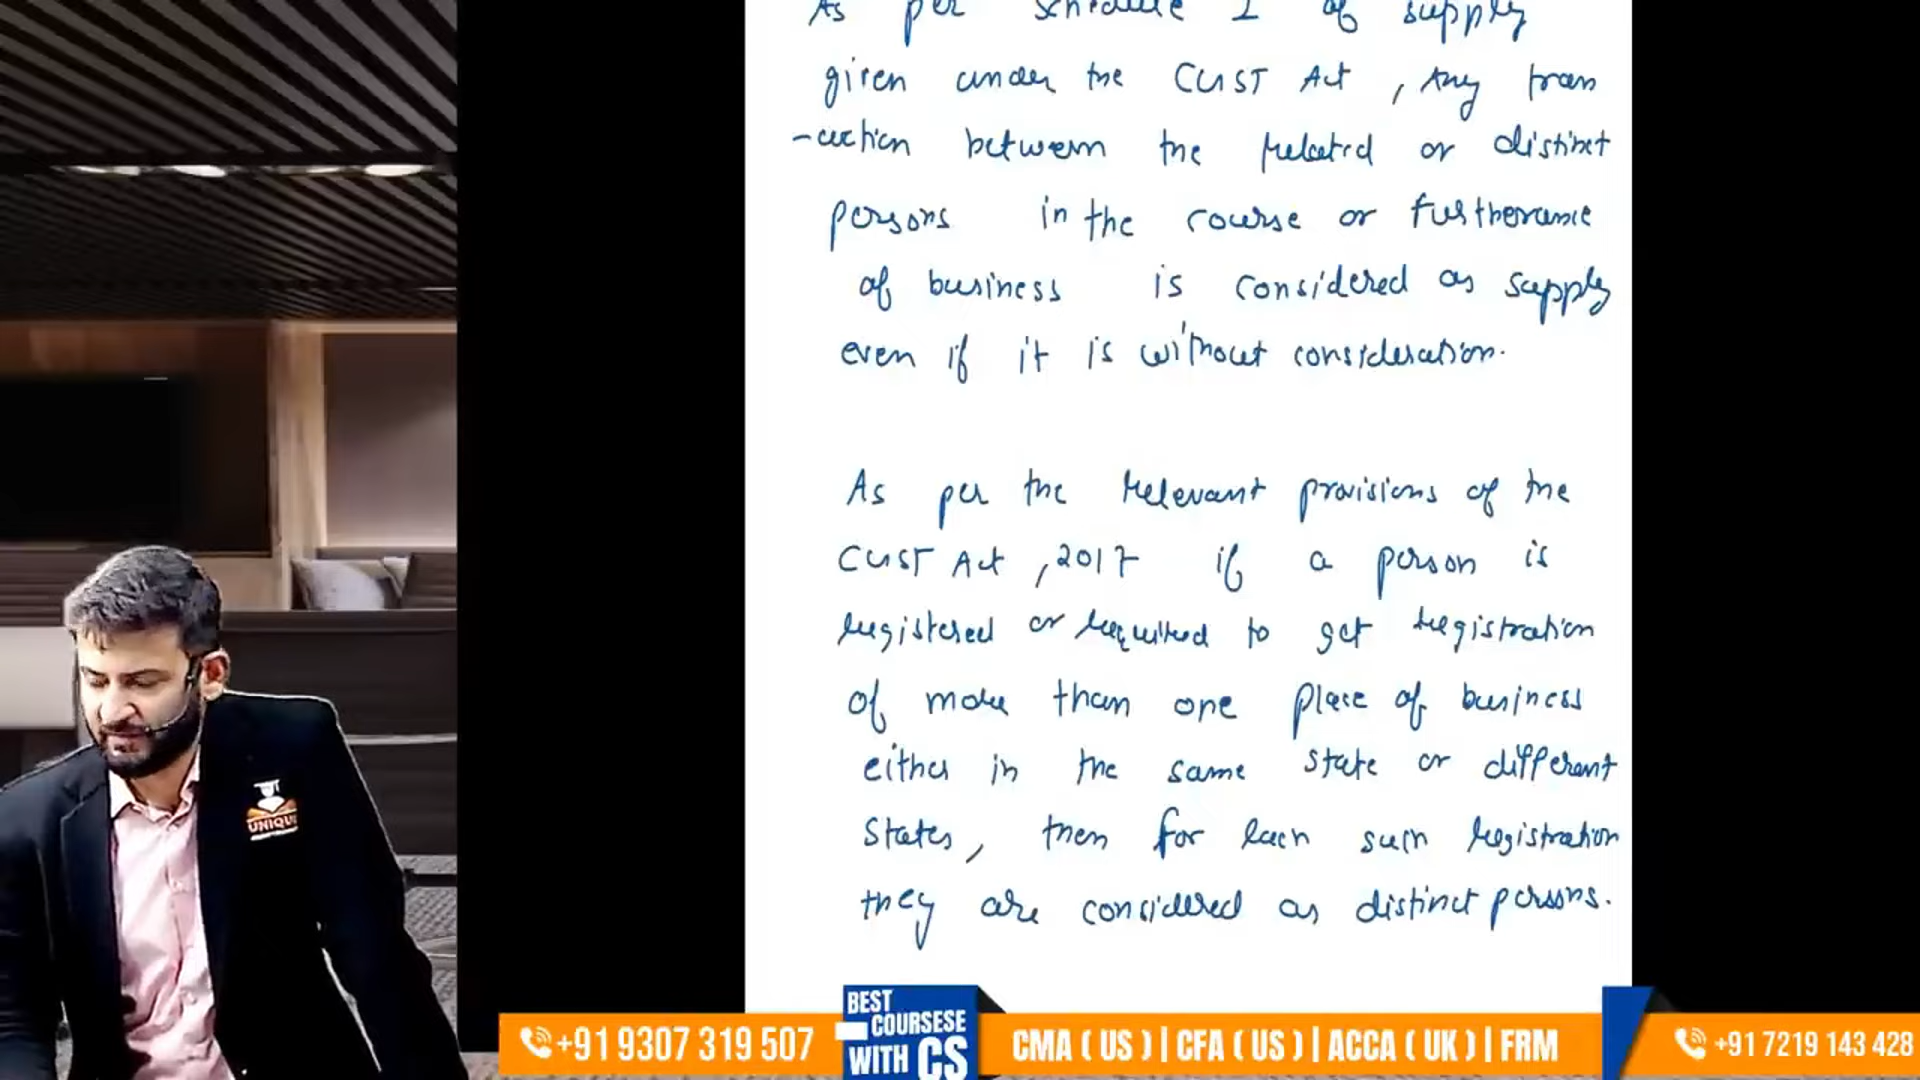 As per schedule I of supply
given under the CGST Act, Any tran
-action between the related or distinct
persons in the course or furtherance
of business is considered as supply
even if it is without consideration.
As per the relevant provisions of the
CGST Act, 2017 if a person is
registered or required to get registration
of more than one place of business
either in the same state or different
States, then for each such registration
they are considered as distinct persons.
UNIQUE
+91 9307 319 507
BEST
COURSESE
WITH CS
CMA ( US ) | CFA ( US ) | ACCA ( UK ) | FRM
+91 7219 143 428